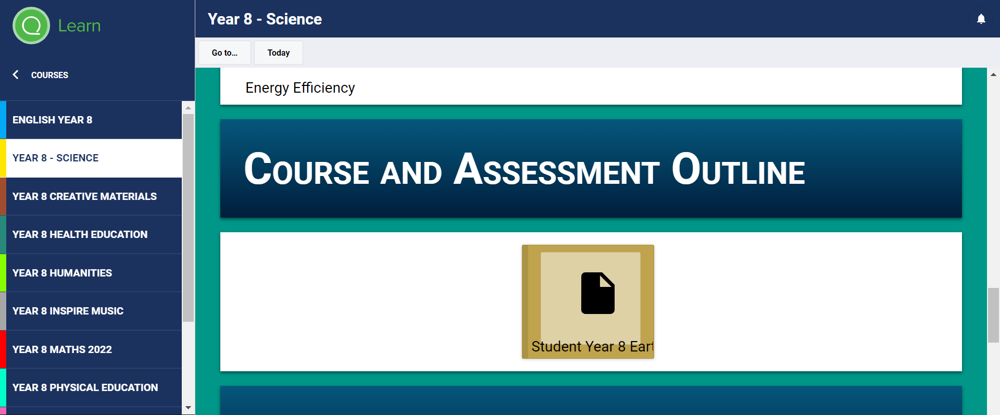 Learn
COURSES
ENGLISH YEAR 8
YEAR 8 - SCIENCE
YEAR 8 CREATIVE MATERIALS
YEAR 8 HEALTH EDUCATION
YEAR 8 HUMANITIES
YEAR 8 INSPIRE MUSIC
YEAR 8 MATHS 2022
YEAR 8 PHYSICAL EDUCATION
Year 8 - Science
Go to...
Today
Energy Efficiency
Course and Assessment Outline
Student Year 8 Eart